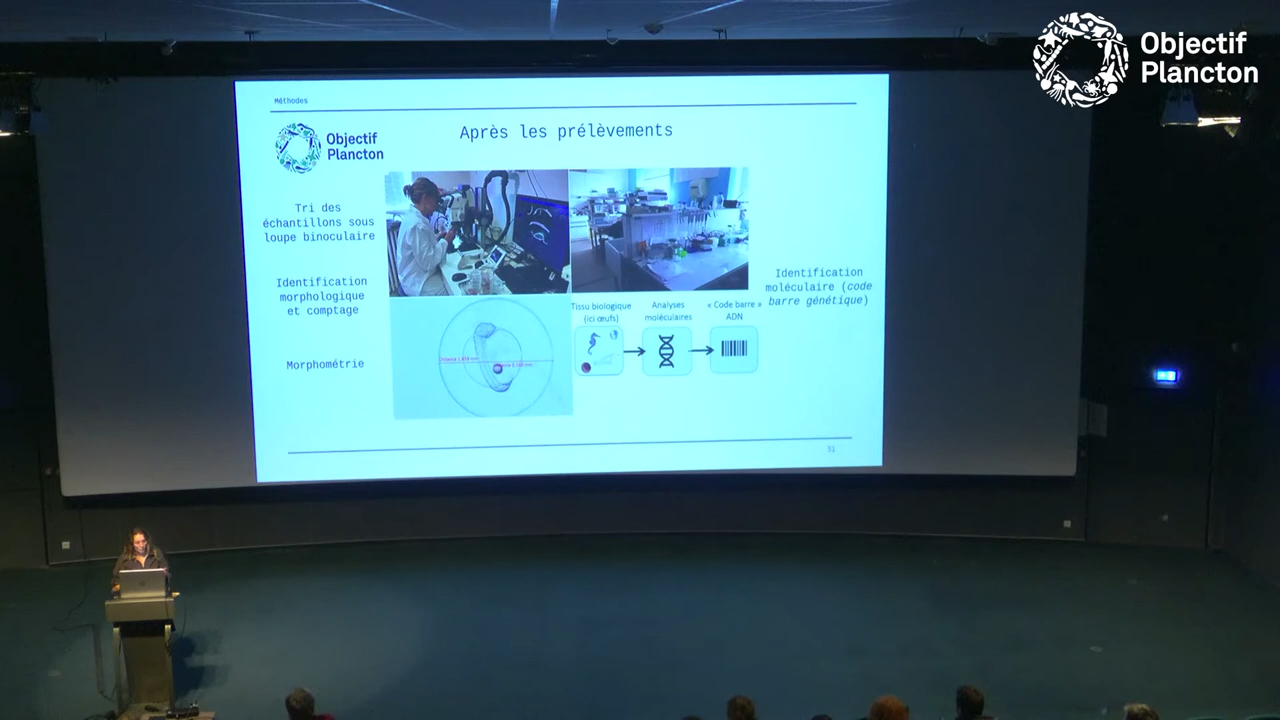 Objectif
Plancton
Méthodes
Objectif
Plancton
Après les prélèvements
Tri des
échantillons sous
loupe binoculaire
Identification
morphologique
et comptage
Morphométrie
Tissu biologique
(ici œufs)
Analyses
moléculaires
« Code barre »
ADN
Identification
moléculaire (code
barre génétique)
51